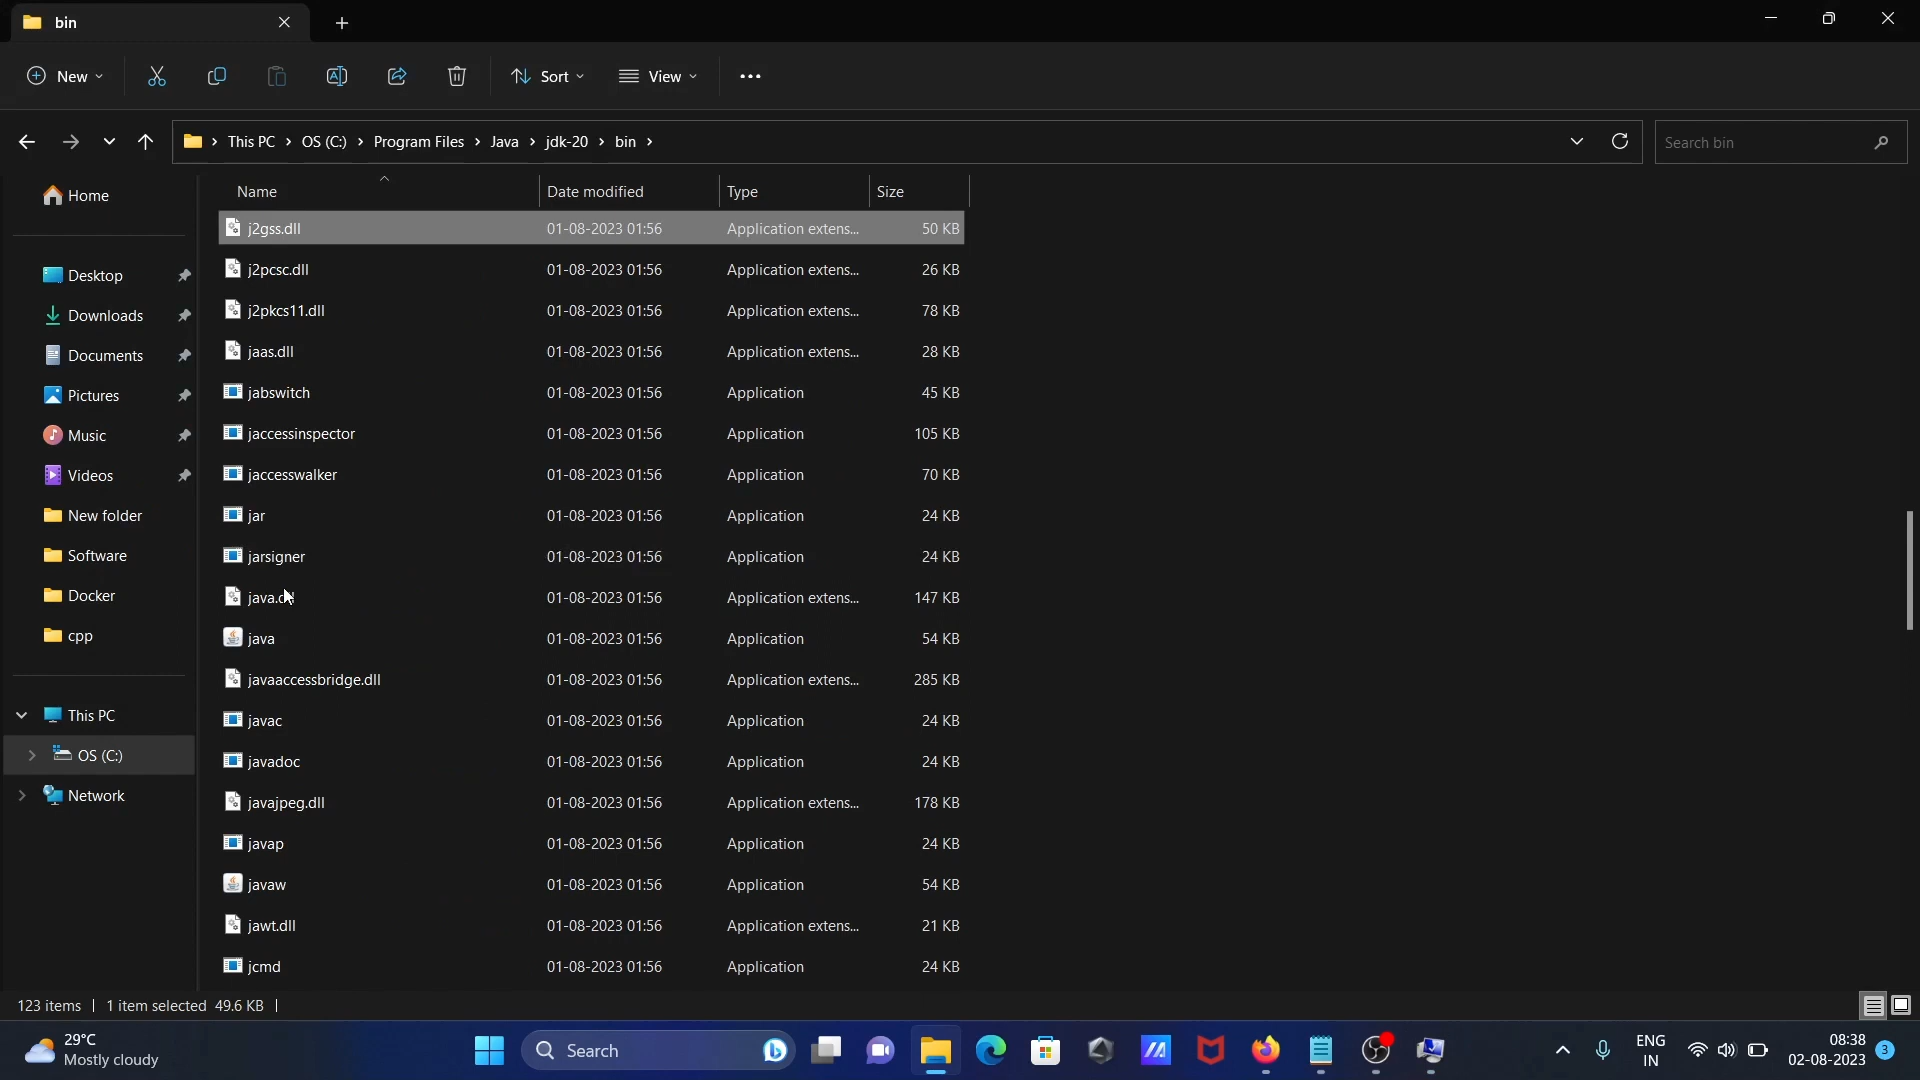 bin
New
Sort
View
This PC
OS (C:)
Program Files
Java
jdk-20
bin
Search bin
Name
Date modified
Type
Size
Home
Desktop
Downloads
Documents
Pictures
Music
Videos
New folder
Software
Docker
cpp
This PC
OS (C:)
Network
j2gss.dll 01-08-2023 01:56 Application extens... 50 KB
j2pcsc.dll 01-08-2023 01:56 Application extens... 26 KB
j2pkcs11.dll 01-08-2023 01:56 Application extens... 78 KB
jaas.dll 01-08-2023 01:56 Application extens... 28 KB
jabswitch 01-08-2023 01:56 Application 45 KB
jaccessinspector 01-08-2023 01:56 Application 105 KB
jaccesswalker 01-08-2023 01:56 Application 70 KB
jar 01-08-2023 01:56 Application 24 KB
jarsigner 01-08-2023 01:56 Application 24 KB
01-08-2023 01:56 Application extens... 147 KB
java 01-08-2023 01:56 Application 54 KB
javaaccessbridge.dll 01-08-2023 01:56 Application extens... 285 KB
javac 01-08-2023 01:56 Application 24 KB
javadoc 01-08-2023 01:56 Application 24 KB
javajpeg.dll 01-08-2023 01:56 Application extens... 178 KB
javap 01-08-2023 01:56 Application 24 KB
javaw 01-08-2023 01:56 Application 54 KB
jawt.dll 01-08-2023 01:56 Application extens... 21 KB
jcmd 01-08-2023 01:56 Application 24 KB
123 items
1 item selected 49.6 KB
29°C
Mostly cloudy
Search
ENG
IN
08:38
02-08-2023
3